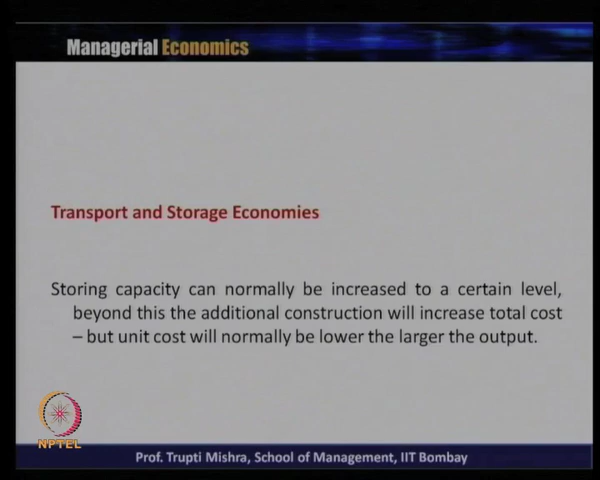 Managerial Economics
Transport and Storage Economies
Storing capacity can normally be increased to a certain level,
beyond this the additional construction will increase total cost
– but unit cost will normally be lower the larger the output.
NPTEL
Prof. Trupti Mishra, School of Management, IIT Bombay